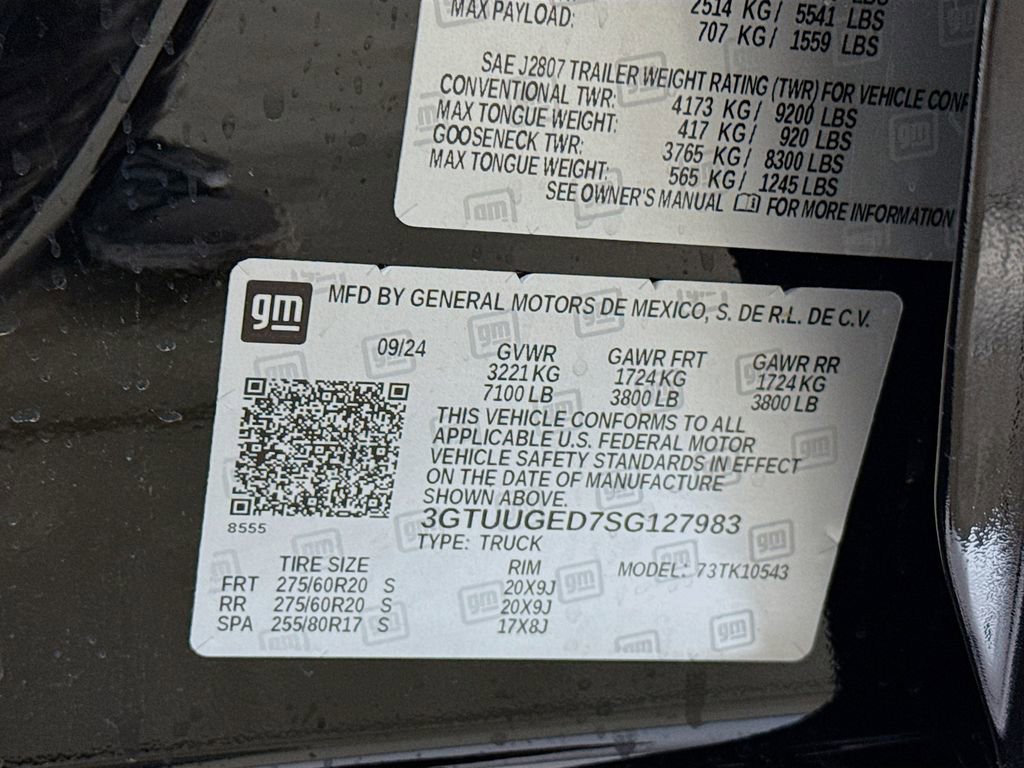 2514 KG/ 5541 LBS
MAX PAYLOAD: 707 KG/ 1559 LBS
SAE J2807 TRAILER WEIGHT RATING (TWR) FOR VEHICLE CONF
CONVENTIONAL TWR: 4173 KG/ 9200 LBS
MAX TONGUE WEIGHT: 417 KG/ 920 LBS
GOOSENECK TWR: 3765 KG/ 8300 LBS
MAX TONGUE WEIGHT: 565 KG/ 1245 LBS
SEE OWNER'S MANUAL FOR MORE INFORMATION
gm
MFD BY GENERAL MOTORS DE MEXICO, S. DE R.L. DE C.V.
09/24 GVWR GAWR FRT GAWR RR
3221 KG 1724 KG 1724 KG
7100 LB 3800 LB 3800 LB
THIS VEHICLE CONFORMS TO ALL
APPLICABLE U.S. FEDERAL MOTOR
VEHICLE SAFETY STANDARDS IN EFFECT
ON THE DATE OF MANUFACTURE
SHOWN ABOVE.
8555
3GTUUGED7SG127983
TYPE: TRUCK
TIRE SIZE RIM MODEL: 73TK10543
FRT 275/60R20 S 20X9J
RR 275/60R20 S 20X9J
SPA 255/80R17 S 17X8J